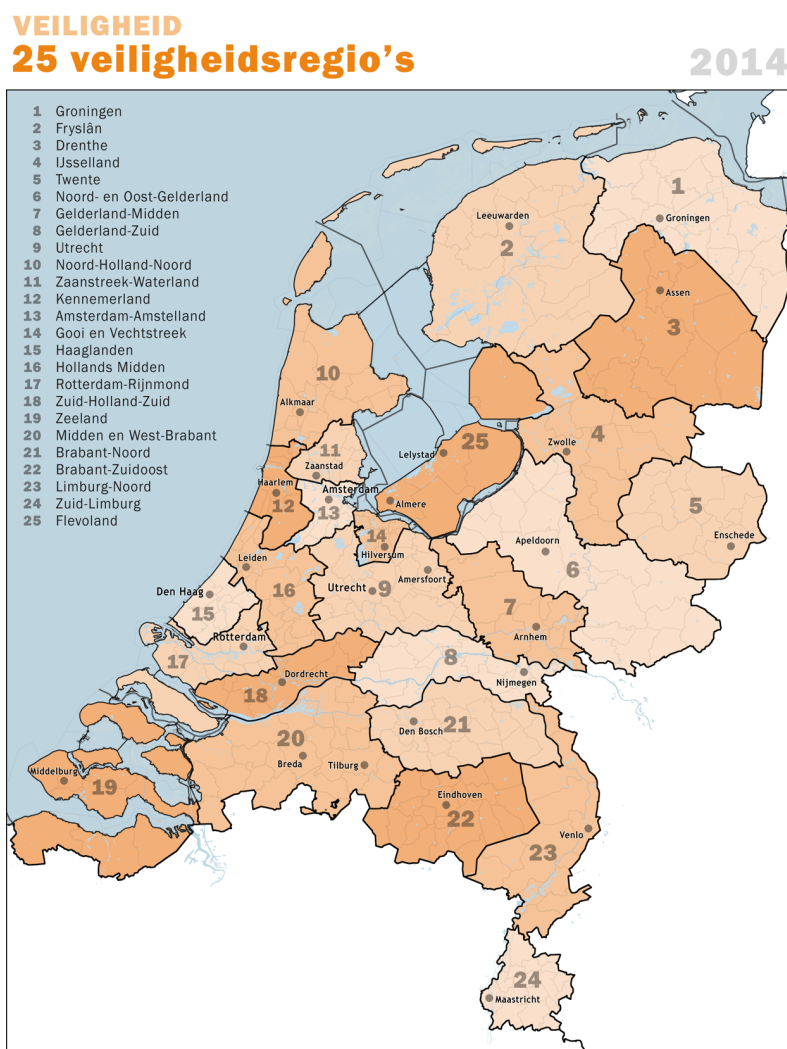 VEILIGHEID
25 veiligheidsregio's
2014
1 Groningen
2 Fryslân
3 Drenthe
4 IJsselland
5 Twente
6 Noord- en Oost-Gelderland
7 Gelderland-Midden
8 Gelderland-Zuid
9 Utrecht
10 Noord-Holland-Noord
11 Zaanstreek-Waterland
12 Kennemerland
13 Amsterdam-Amstelland
14 Gooi en Vechtstreek
15 Haaglanden
16 Hollands Midden
17 Rotterdam-Rijnmond
18 Zuid-Holland-Zuid
19 Zeeland
20 Midden en West-Brabant
21 Brabant-Noord
22 Brabant-Zuidoost
23 Limburg-Noord
24 Zuid-Limburg
25 Flevoland
1
Leeuwarden
Groningen
2
Assen
3
10
Alkmaar
25
4
Zwolle
11
Lelystad
Zaanstad
Haarlem
Amsterdam
12
13
Almere
5
14
Enschede
Apeldoorn
Hilversum
Leiden
6
Amersfoort
Den Haag
16
Utrecht
9
15
7
Rotterdam
Arnhem
17
8
Dordrecht
Nijmegen
18
Den Bosch
21
20
Breda
Tilburg
Middelburg
19
Eindhoven
22
Venlo
23
24
Maastricht